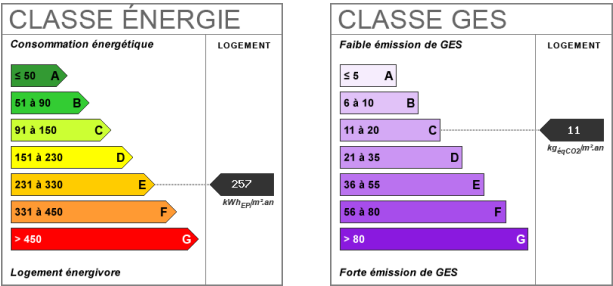 CLASSE ÉNERGIE
Consommation énergétique
LOGEMENT
≤ 50 A
51 à 90 B
91 à 150 C
151 à 230 D
231 à 330 E
257
kWhEP/m².an
331 à 450 F
> 450 G
Logement énergivore
CLASSE GES
Faible émission de GES
LOGEMENT
≤ 5 A
6 à 10 B
11 à 20 C
11
kgéqCO2/m².an
21 à 35 D
36 à 55 E
56 à 80 F
> 80 G
Forte émission de GES